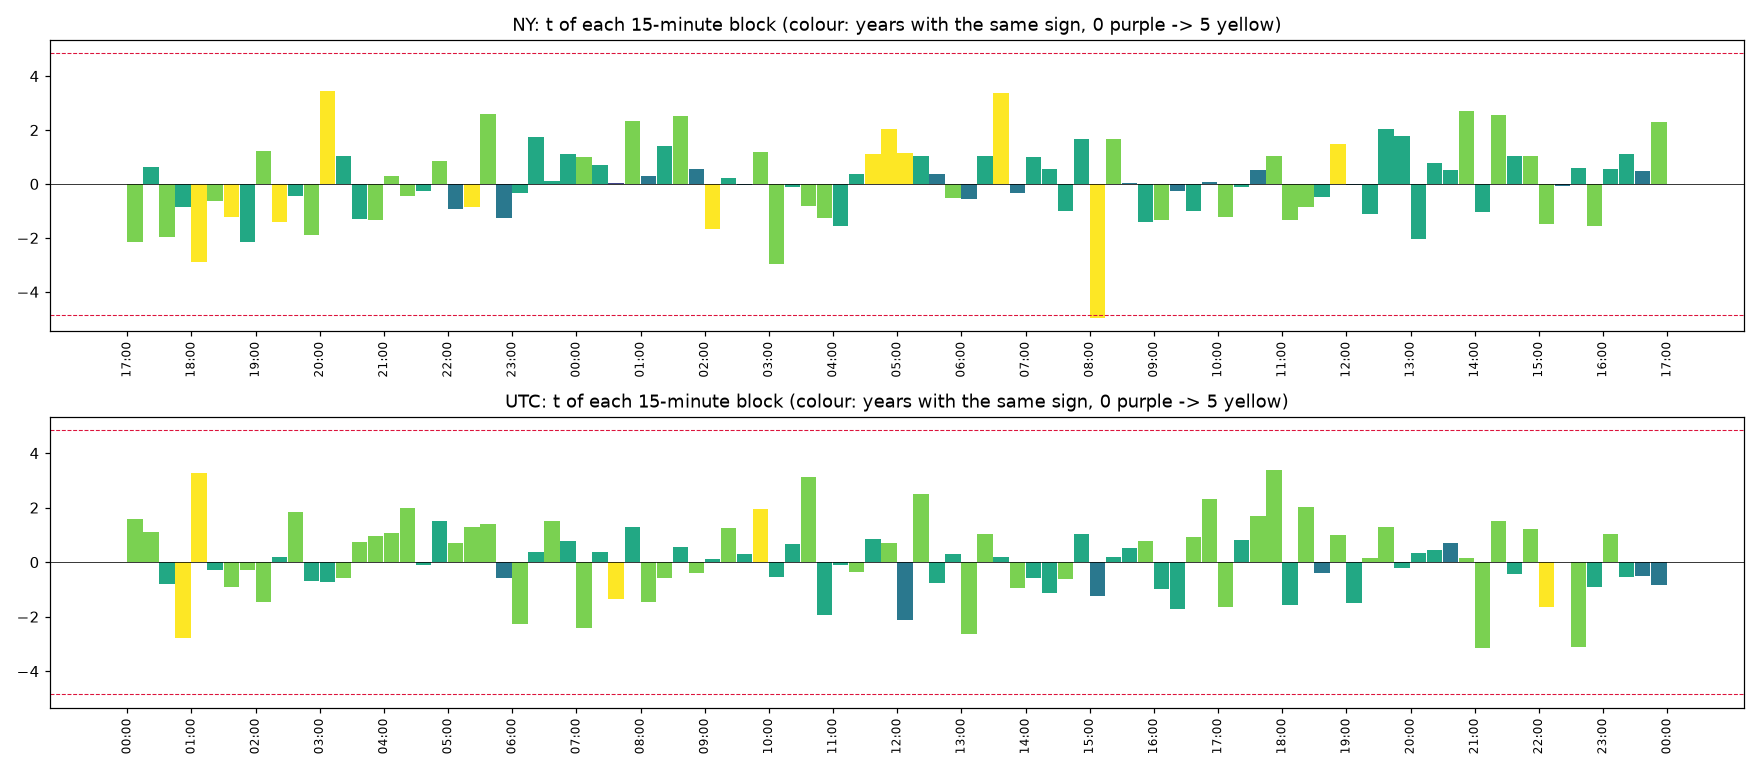 NY: t of each 15-minute block (colour: years with the same sign, 0 purple -> 5 yellow)
4
2
0
−2
−4
17:00 18:00 19:00 20:00 21:00 22:00 23:00 00:00 01:00 02:00 03:00 04:00 05:00 06:00 07:00 08:00 09:00 10:00 11:00 12:00 13:00 14:00 15:00 16:00 17:00
UTC: t of each 15-minute block (colour: years with the same sign, 0 purple -> 5 yellow)
4
2
0
−2
−4
00:00 01:00 02:00 03:00 04:00 05:00 06:00 07:00 08:00 09:00 10:00 11:00 12:00 13:00 14:00 15:00 16:00 17:00 18:00 19:00 20:00 21:00 22:00 23:00 00:00